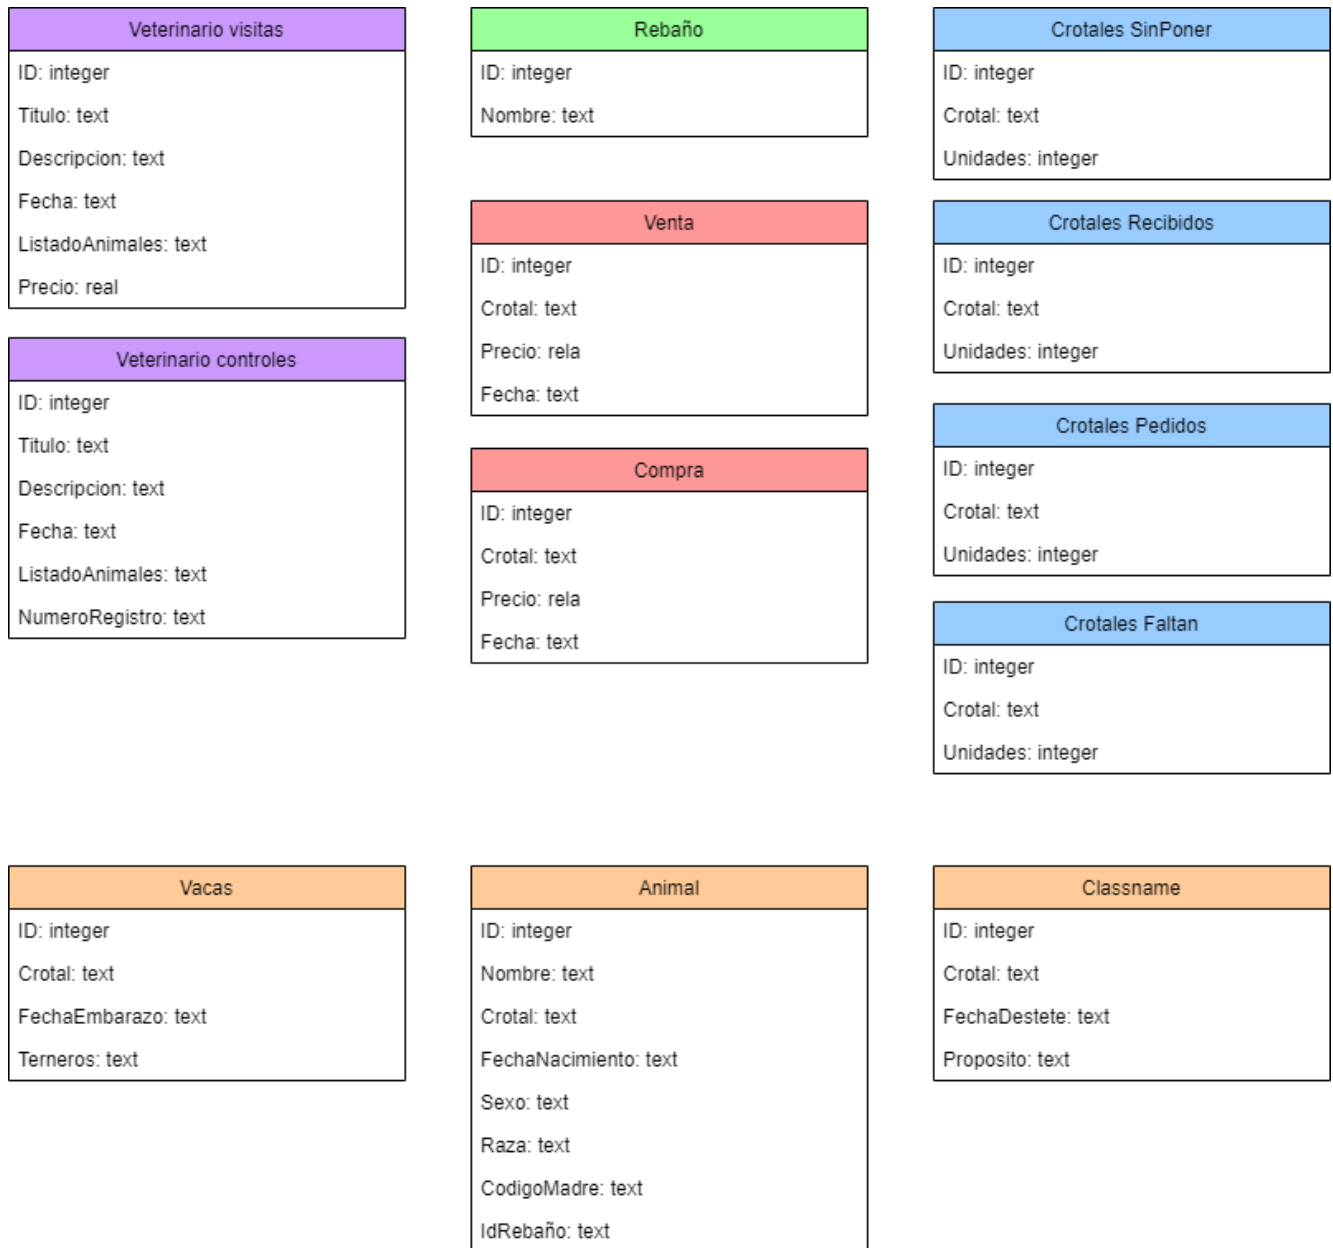 Veterinario visitas
ID: integer
Titulo: text
Descripcion: text
Fecha: text
ListadoAnimales: text
Precio: real
Veterinario controles
ID: integer
Titulo: text
Descripcion: text
Fecha: text
ListadoAnimales: text
NumeroRegistro: text
Rebaño
ID: integer
Nombre: text
Venta
ID: integer
Crotal: text
Precio: rela
Fecha: text
Compra
ID: integer
Crotal: text
Precio: rela
Fecha: text
Crotales SinPoner
ID: integer
Crotal: text
Unidades: integer
Crotales Recibidos
ID: integer
Crotal: text
Unidades: integer
Crotales Pedidos
ID: integer
Crotal: text
Unidades: integer
Crotales Faltan
ID: integer
Crotal: text
Unidades: integer
Vacas
ID: integer
Crotal: text
FechaEmbarazo: text
Terneros: text
Animal
ID: integer
Nombre: text
Crotal: text
FechaNacimiento: text
Sexo: text
Raza: text
CodigoMadre: text
IdRebaño: text
Classname
ID: integer
Crotal: text
FechaDestete: text
Proposito: text